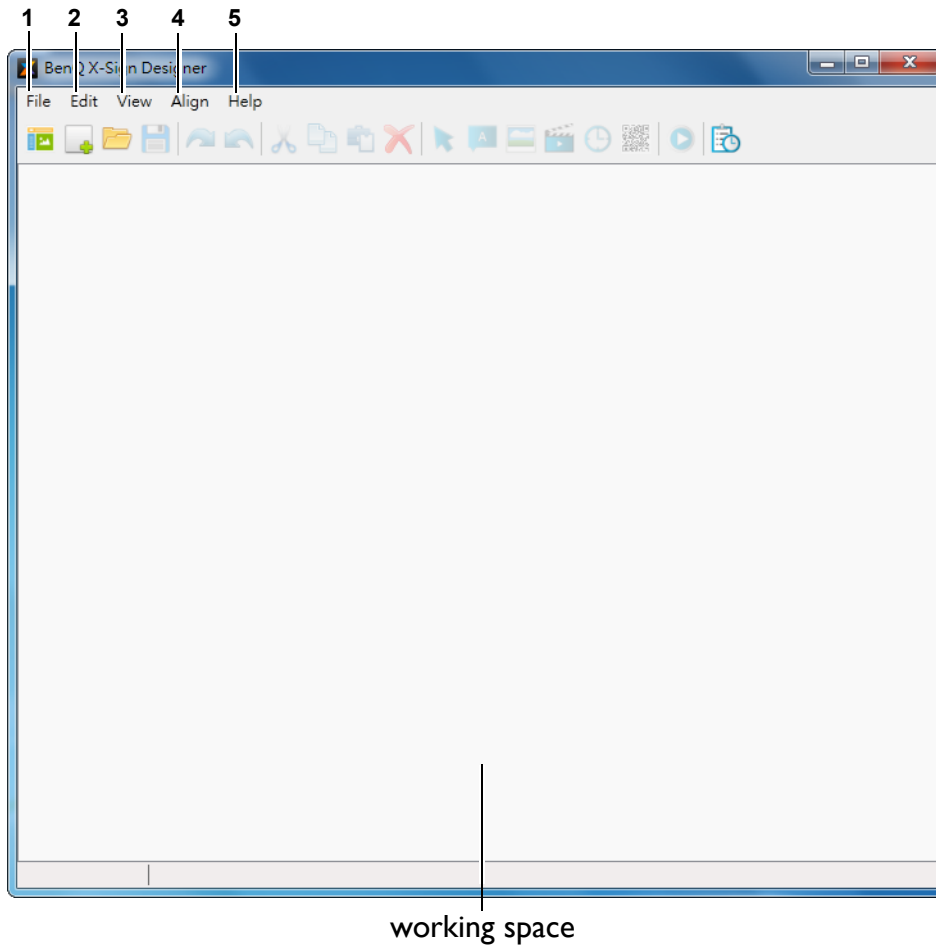 1 2 3 4 5
BenQ X-Sign Designer
File Edit View Align Help
A
working space